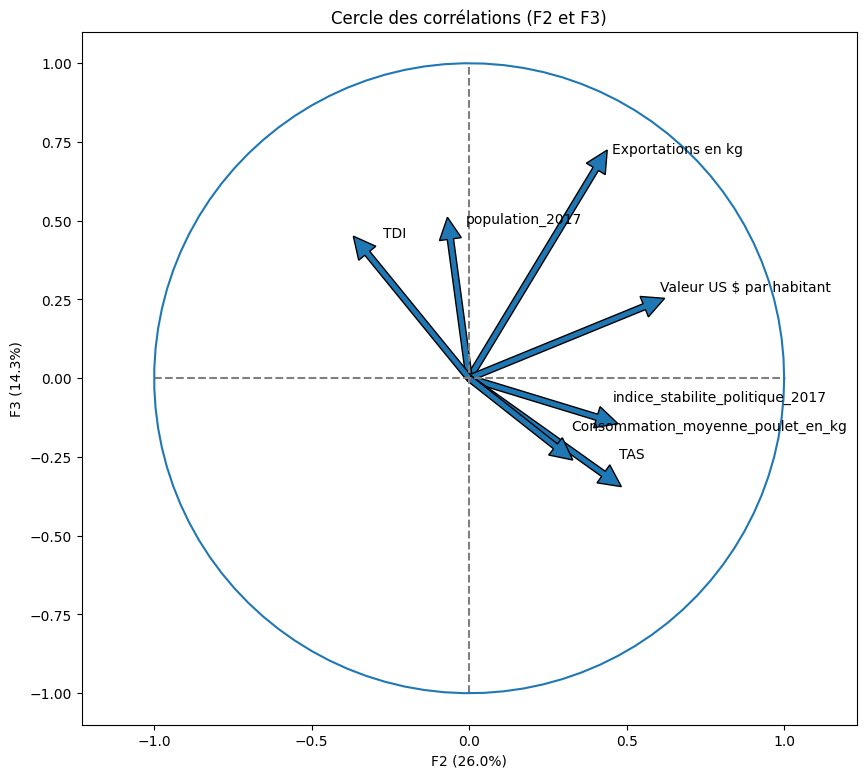 Cercle des corrélations (F2 et F3)
1.00
0.75
0.50
0.25
0.00
−0.25
−0.50
−0.75
−1.00
F3 (14.3%)
Exportations en kg
population_2017
TDI
Valeur US $ par habitant
indice_stabilite_politique_2017
Consommation_moyenne_poulet_en_kg
TAS
−1.0
−0.5
0.0
0.5
1.0
F2 (26.0%)